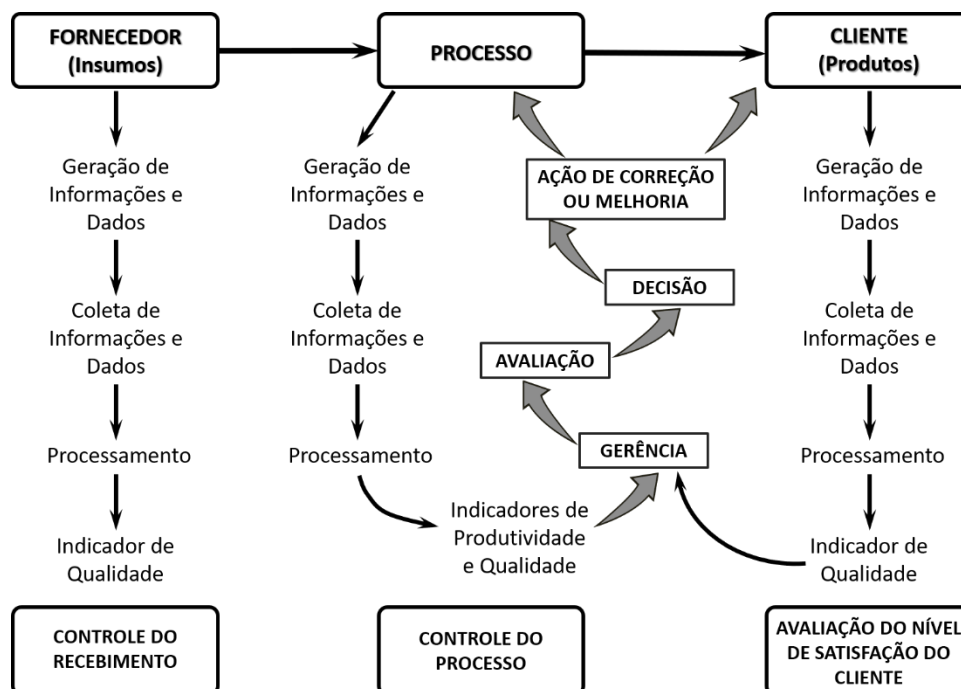 FORNECEDOR
(Insumos)
PROCESSO
CLIENTE
(Produtos)
Geração de
Informações e
Dados
Geração de
Informações e
Dados
AÇÃO DE CORREÇÃO
OU MELHORIA
Geração de
Informações e
Dados
Coleta de
Informações e
Dados
Coleta de
Informações e
Dados
DECISÃO
Coleta de
Informações e
Dados
AVALIAÇÃO
Processamento
Processamento
GERÊNCIA
Processamento
Indicador de
Qualidade
Indicadores de
Produtividade
e Qualidade
Indicador de
Qualidade
CONTROLE DO
RECEBIMENTO
CONTROLE DO
PROCESSO
AVALIAÇÃO DO NÍVEL
DE SATISFAÇÃO DO
CLIENTE